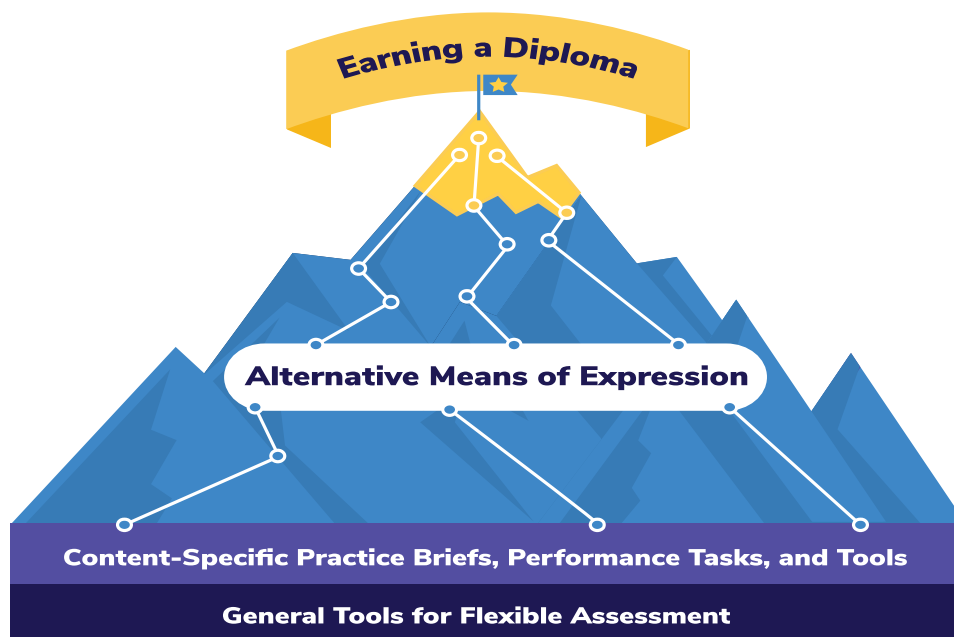 Earning a Diploma
Alternative Means of Expression
Content-Specific Practice Briefs, Performance Tasks, and Tools
General Tools for Flexible Assessment